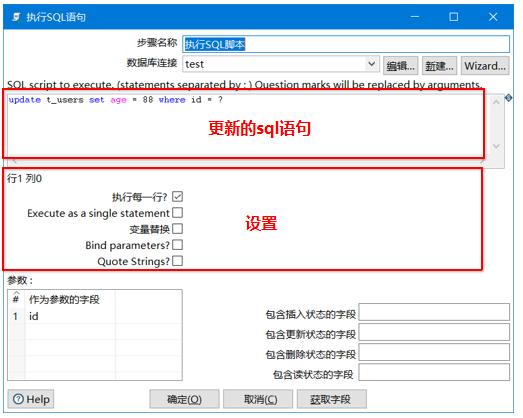 执行SQL语句
步骤名称 执行SQL脚本
数据库连接 test 编辑... 新建... Wizard...
SQL script to execute. (statements separated by ; ) Question marks will be replaced by arguments.
update t_users set age = 88 where id = ?
更新的sql语句
行1 列0
执行每一行?
Execute as a single statement
设置
变量替换
Bind parameters?
Quote Strings?
参数 :
# 作为参数的字段
1 id
包含插入状态的字段
包含更新状态的字段
包含删除状态的字段
包含读状态的字段
Help 确定(O) 取消(C) 获取字段